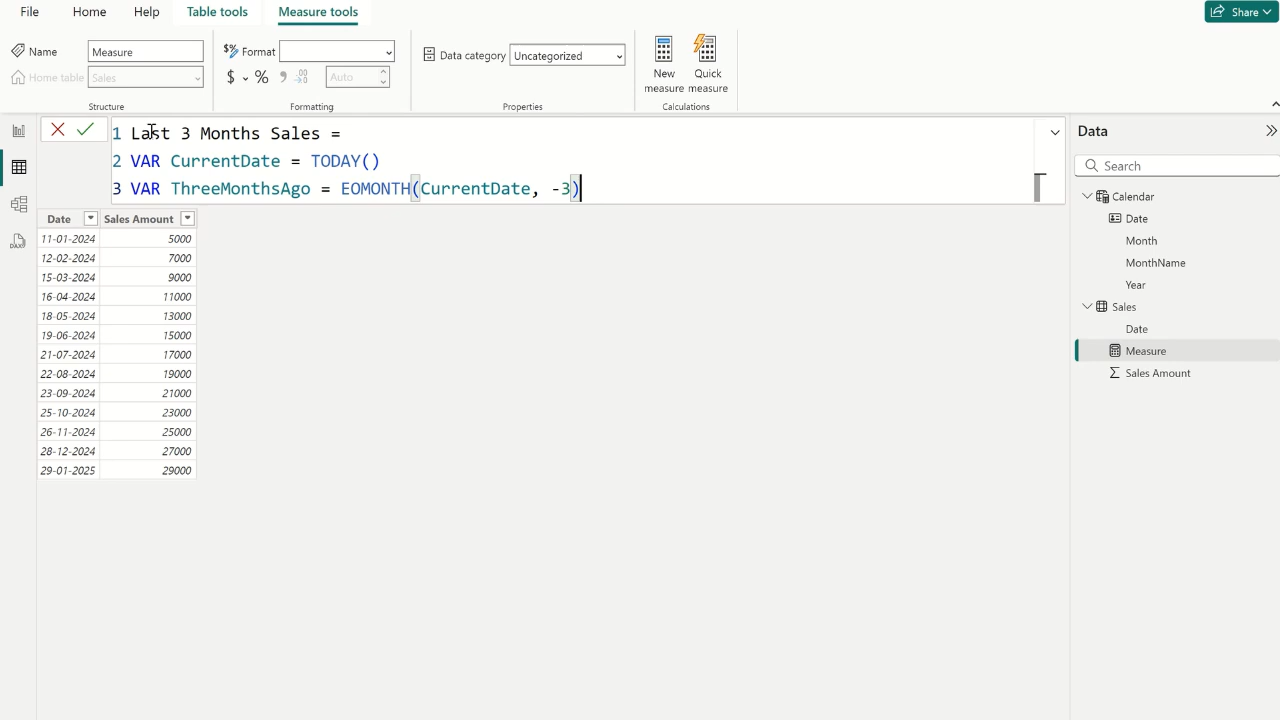 File Home Help Table tools Measure tools Share
Name Measure
Home table Sales
Structure
$% Format
$ % Auto
Formatting
Data category Uncategorized
Properties
New measure
Quick measure
Calculations
1 Last 3 Months Sales =
2 VAR CurrentDate = TODAY()
3 VAR ThreeMonthsAgo = EOMONTH(CurrentDate, -3)
Date Sales Amount
11-01-2024 5000
12-02-2024 7000
15-03-2024 9000
16-04-2024 11000
18-05-2024 13000
19-06-2024 15000
21-07-2024 17000
22-08-2024 19000
23-09-2024 21000
25-10-2024 23000
26-11-2024 25000
28-12-2024 27000
29-01-2025 29000
Data
Search
Calendar
Date
Month
MonthName
Year
Sales
Date
Measure
Sales Amount